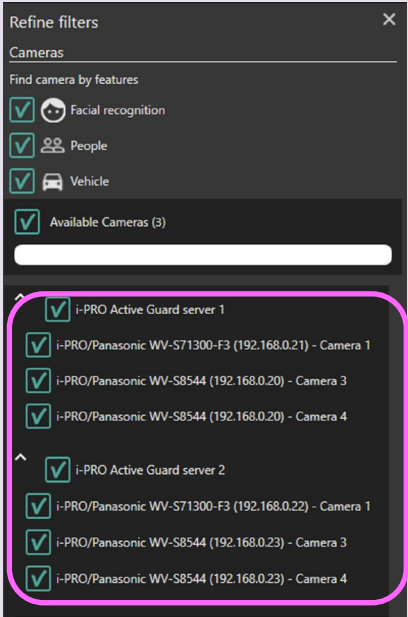 Refine filters
Cameras
Find camera by features
Facial recognition
People
Vehicle
Available Cameras (3)
i-PRO Active Guard server 1
i-PRO/Panasonic WV-S71300-F3 (192.168.0.21) - Camera 1
i-PRO/Panasonic WV-S8544 (192.168.0.20) - Camera 3
i-PRO/Panasonic WV-S8544 (192.168.0.20) - Camera 4
i-PRO Active Guard server 2
i-PRO/Panasonic WV-S71300-F3 (192.168.0.22) - Camera 1
i-PRO/Panasonic WV-S8544 (192.168.0.23) - Camera 3
i-PRO/Panasonic WV-S8544 (192.168.0.23) - Camera 4